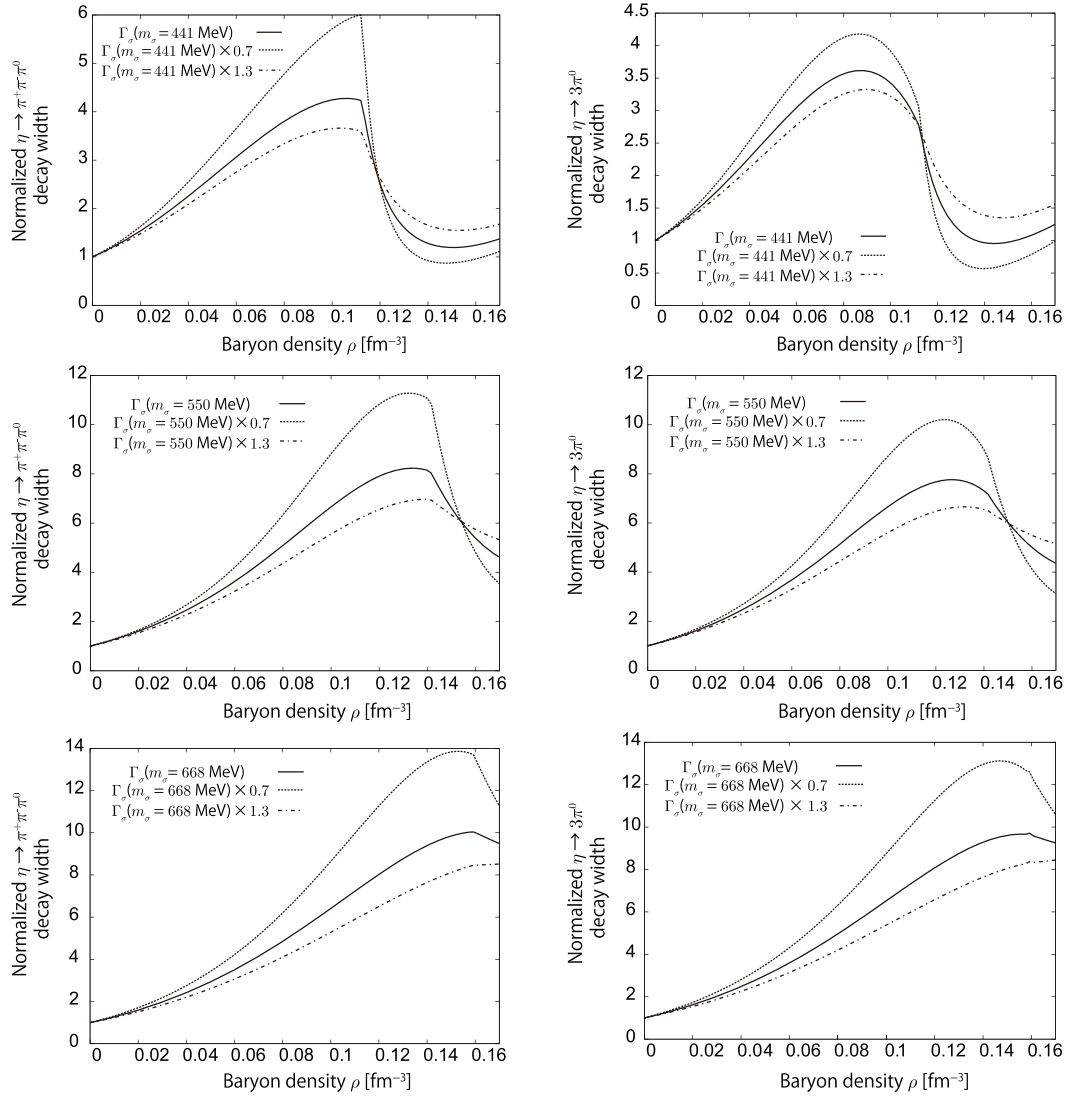 Normalized η → π⁺π⁻π⁰
decay width
6
5
4
3
2
1
0
Γσ(mσ = 441 MeV)
Γσ(mσ = 441 MeV) × 0.7
Γσ(mσ = 441 MeV) × 1.3
0 0.02 0.04 0.06 0.08 0.1 0.12 0.14 0.16
Baryon density ρ [fm⁻³]
Normalized η → 3π⁰
decay width
4.5
4
3.5
3
2.5
2
1.5
1
0.5
0
Γσ(mσ = 441 MeV)
Γσ(mσ = 441 MeV) × 0.7
Γσ(mσ = 441 MeV) × 1.3
0 0.02 0.04 0.06 0.08 0.1 0.12 0.14 0.16
Baryon density ρ [fm⁻³]
Normalized η → π⁺π⁻π⁰
decay width
12
10
8
6
4
2
0
Γσ(mσ = 550 MeV)
Γσ(mσ = 550 MeV) × 0.7
Γσ(mσ = 550 MeV) × 1.3
0 0.02 0.04 0.06 0.08 0.1 0.12 0.14 0.16
Baryon density ρ [fm⁻³]
Normalized η → 3π⁰
decay width
12
10
8
6
4
2
0
Γσ(mσ = 550 MeV)
Γσ(mσ = 550 MeV) × 0.7
Γσ(mσ = 550 MeV) × 1.3
0 0.02 0.04 0.06 0.08 0.1 0.12 0.14 0.16
Baryon density ρ [fm⁻³]
Normalized η → π⁺π⁻π⁰
decay width
14
12
10
8
6
4
2
0
Γσ(mσ = 668 MeV)
Γσ(mσ = 668 MeV) × 0.7
Γσ(mσ = 668 MeV) × 1.3
0 0.02 0.04 0.06 0.08 0.1 0.12 0.14 0.16
Baryon density ρ [fm⁻³]
Normalized η → 3π⁰
decay width
14
12
10
8
6
4
2
0
Γσ(mσ = 668 MeV)
Γσ(mσ = 668 MeV) × 0.7
Γσ(mσ = 668 MeV) × 1.3
0 0.02 0.04 0.06 0.08 0.1 0.12 0.14 0.16
Baryon density ρ [fm⁻³]